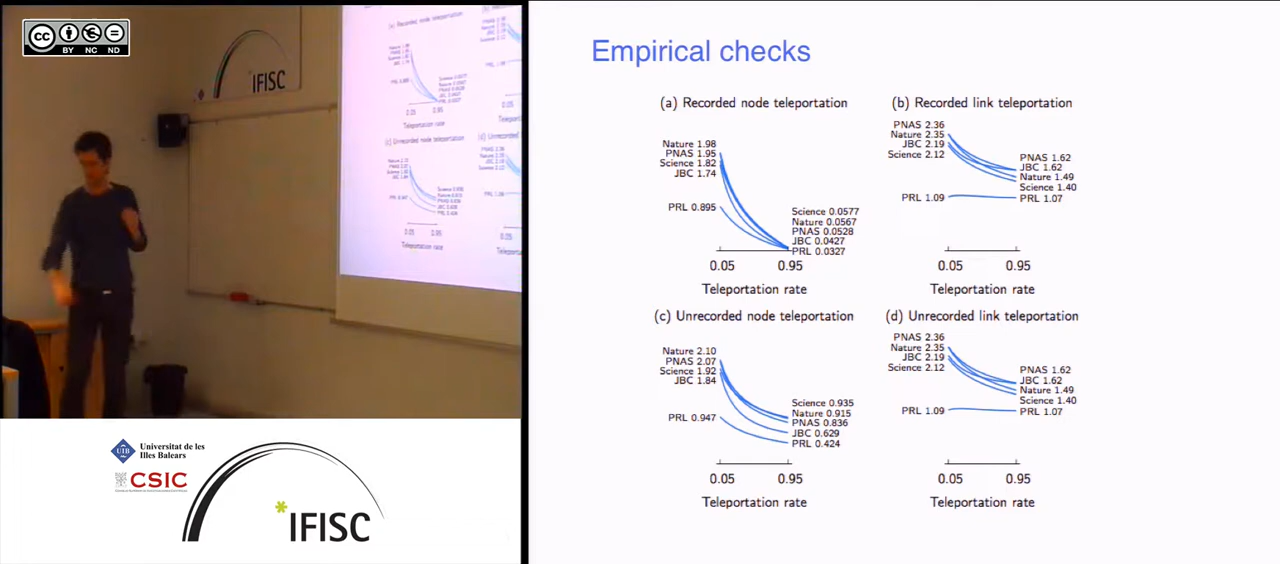 cc
BY NC ND
IFISC
Universitat de les
Illes Balears
UIB
CSIC
*IFISC
Empirical checks
(a) Recorded node teleportation
Nature 1.98
PNAS 1.95
Science 1.82
JBC 1.74
PRL 0.895
Science 0.0577
Nature 0.0567
PNAS 0.0528
JBC 0.0427
PRL 0.0327
0.05 0.95
Teleportation rate
(b) Recorded link teleportation
PNAS 2.36
Nature 2.35
JBC 2.19
Science 2.12
PRL 1.09
PNAS 1.62
JBC 1.62
Nature 1.49
Science 1.40
PRL 1.07
0.05 0.95
Teleportation rate
(c) Unrecorded node teleportation
Nature 2.10
PNAS 2.07
Science 1.92
JBC 1.84
PRL 0.947
Science 0.935
Nature 0.915
PNAS 0.836
JBC 0.629
PRL 0.424
0.05 0.95
Teleportation rate
(d) Unrecorded link teleportation
PNAS 2.36
Nature 2.35
JBC 2.19
Science 2.12
PRL 1.09
PNAS 1.62
JBC 1.62
Nature 1.49
Science 1.40
PRL 1.07
0.05 0.95
Teleportation rate